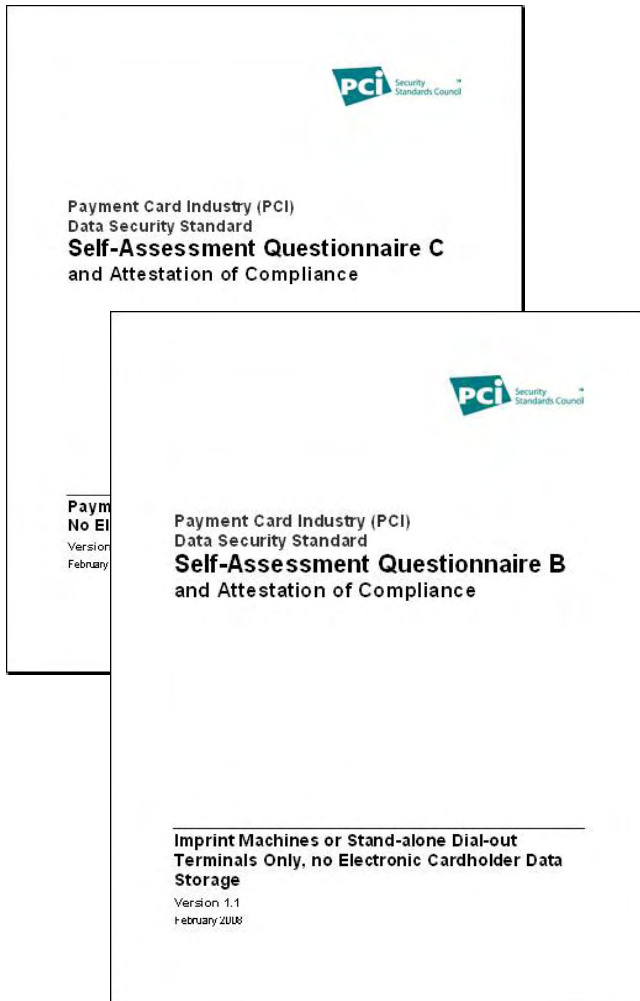 PCI Security ™
Standards Council
Payment Card Industry (PCI)
Data Security Standard
Self-Assessment Questionnaire C
and Attestation of Compliance
Paym
No El
Version
February
PCI Security ™
Standards Council
Payment Card Industry (PCI)
Data Security Standard
Self-Assessment Questionnaire B
and Attestation of Compliance
Imprint Machines or Stand-alone Dial-out
Terminals Only, no Electronic Cardholder Data
Storage
Version 1.1
February 2008